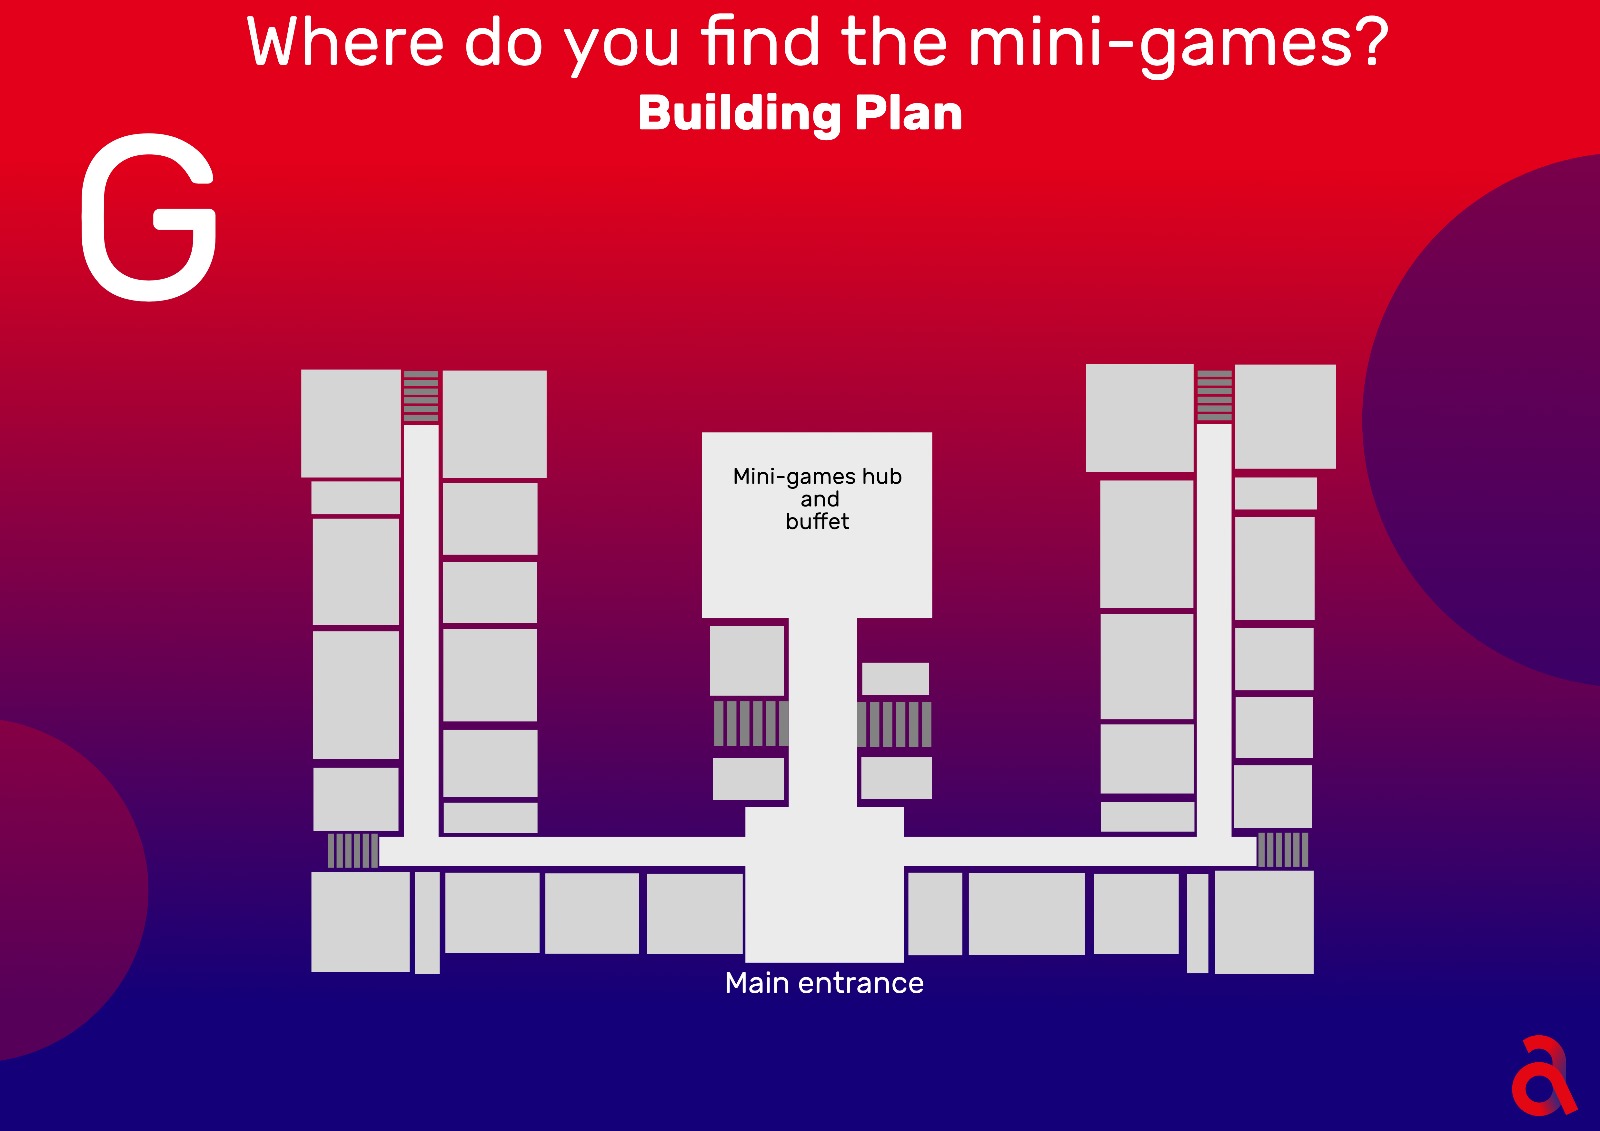 Where do you find the mini-games?
Building Plan
G
Mini-games hub
and
buffet
Main entrance